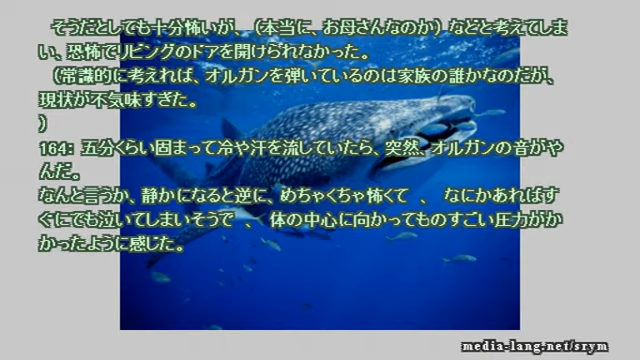 そうだとしても十分怖いが、（本当に、お母さんなのか）などと考えてしま
い、恐怖でリビングのドアを開けられなかった。
（常識的に考えれば、オルガンを弾いているのは家族の誰かなのだが、
現状が不気味すぎた。
）
164: 五分くらい固まって冷や汗を流していたら、突然、オルガンの音がや
んだ。
なんと言うか、静かになると逆に、めちゃくちゃ怖くて 、 なにかあればす
ぐにでも泣いてしまいそうで 、 体の中心に向かってものすごい圧力がか
かったように感じた。
media-lang-net/srym